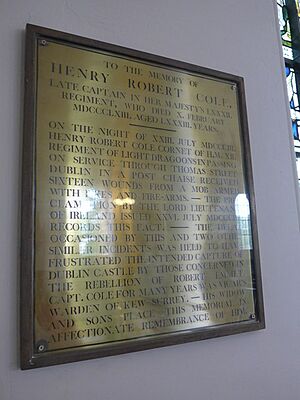 TO THE MEMORY OF
HENRY ROBERT COLE,
LATE CAPTAIN IN HER MAJESTY'S LXXXII.
REGIMENT, WHO DIED X. FEBRUARY
MDCCCLXIII, AGED LXXXIII. YEARS.
ON THE NIGHT OF XXIII. JULY MDCCCIII.
HENRY ROBERT COLE, CORNET OF H.M. XII.
REGIMENT OF LIGHT DRAGOONS IN PASSING
ON SERVICE THROUGH THOMAS STREET
DUBLIN IN A POST CHAISE RECEIVED
SIXTEEN WOUNDS FROM A MOB ARMED
WITH PIKES AND FIRE-ARMS. — THE PRO
CLAMATION BY THE LORD LIEUTENANT
OF IRELAND ISSUED XXVI. JULY MDCCCIII
RECORDS THIS FACT. — THE DELAY
OCCASIONED BY THIS AND TWO OTHER
SIMILER INCIDENTS WAS HELD TO HAVE
FRUSTRATED THE INTENDED CAPTURE OF
DUBLIN CASTLE BY THOSE CONCERNED IN
THE REBELLION OF ROBERT EMMET.
CAPT. COLE FOR MANY YEARS WAS VICARS
WARDEN OF KEW SURREY. — HIS WIDOW
AND SONS PLACE THIS MEMORIAL IN
AFFECTIONATE REMEMBRANCE OF HIM.